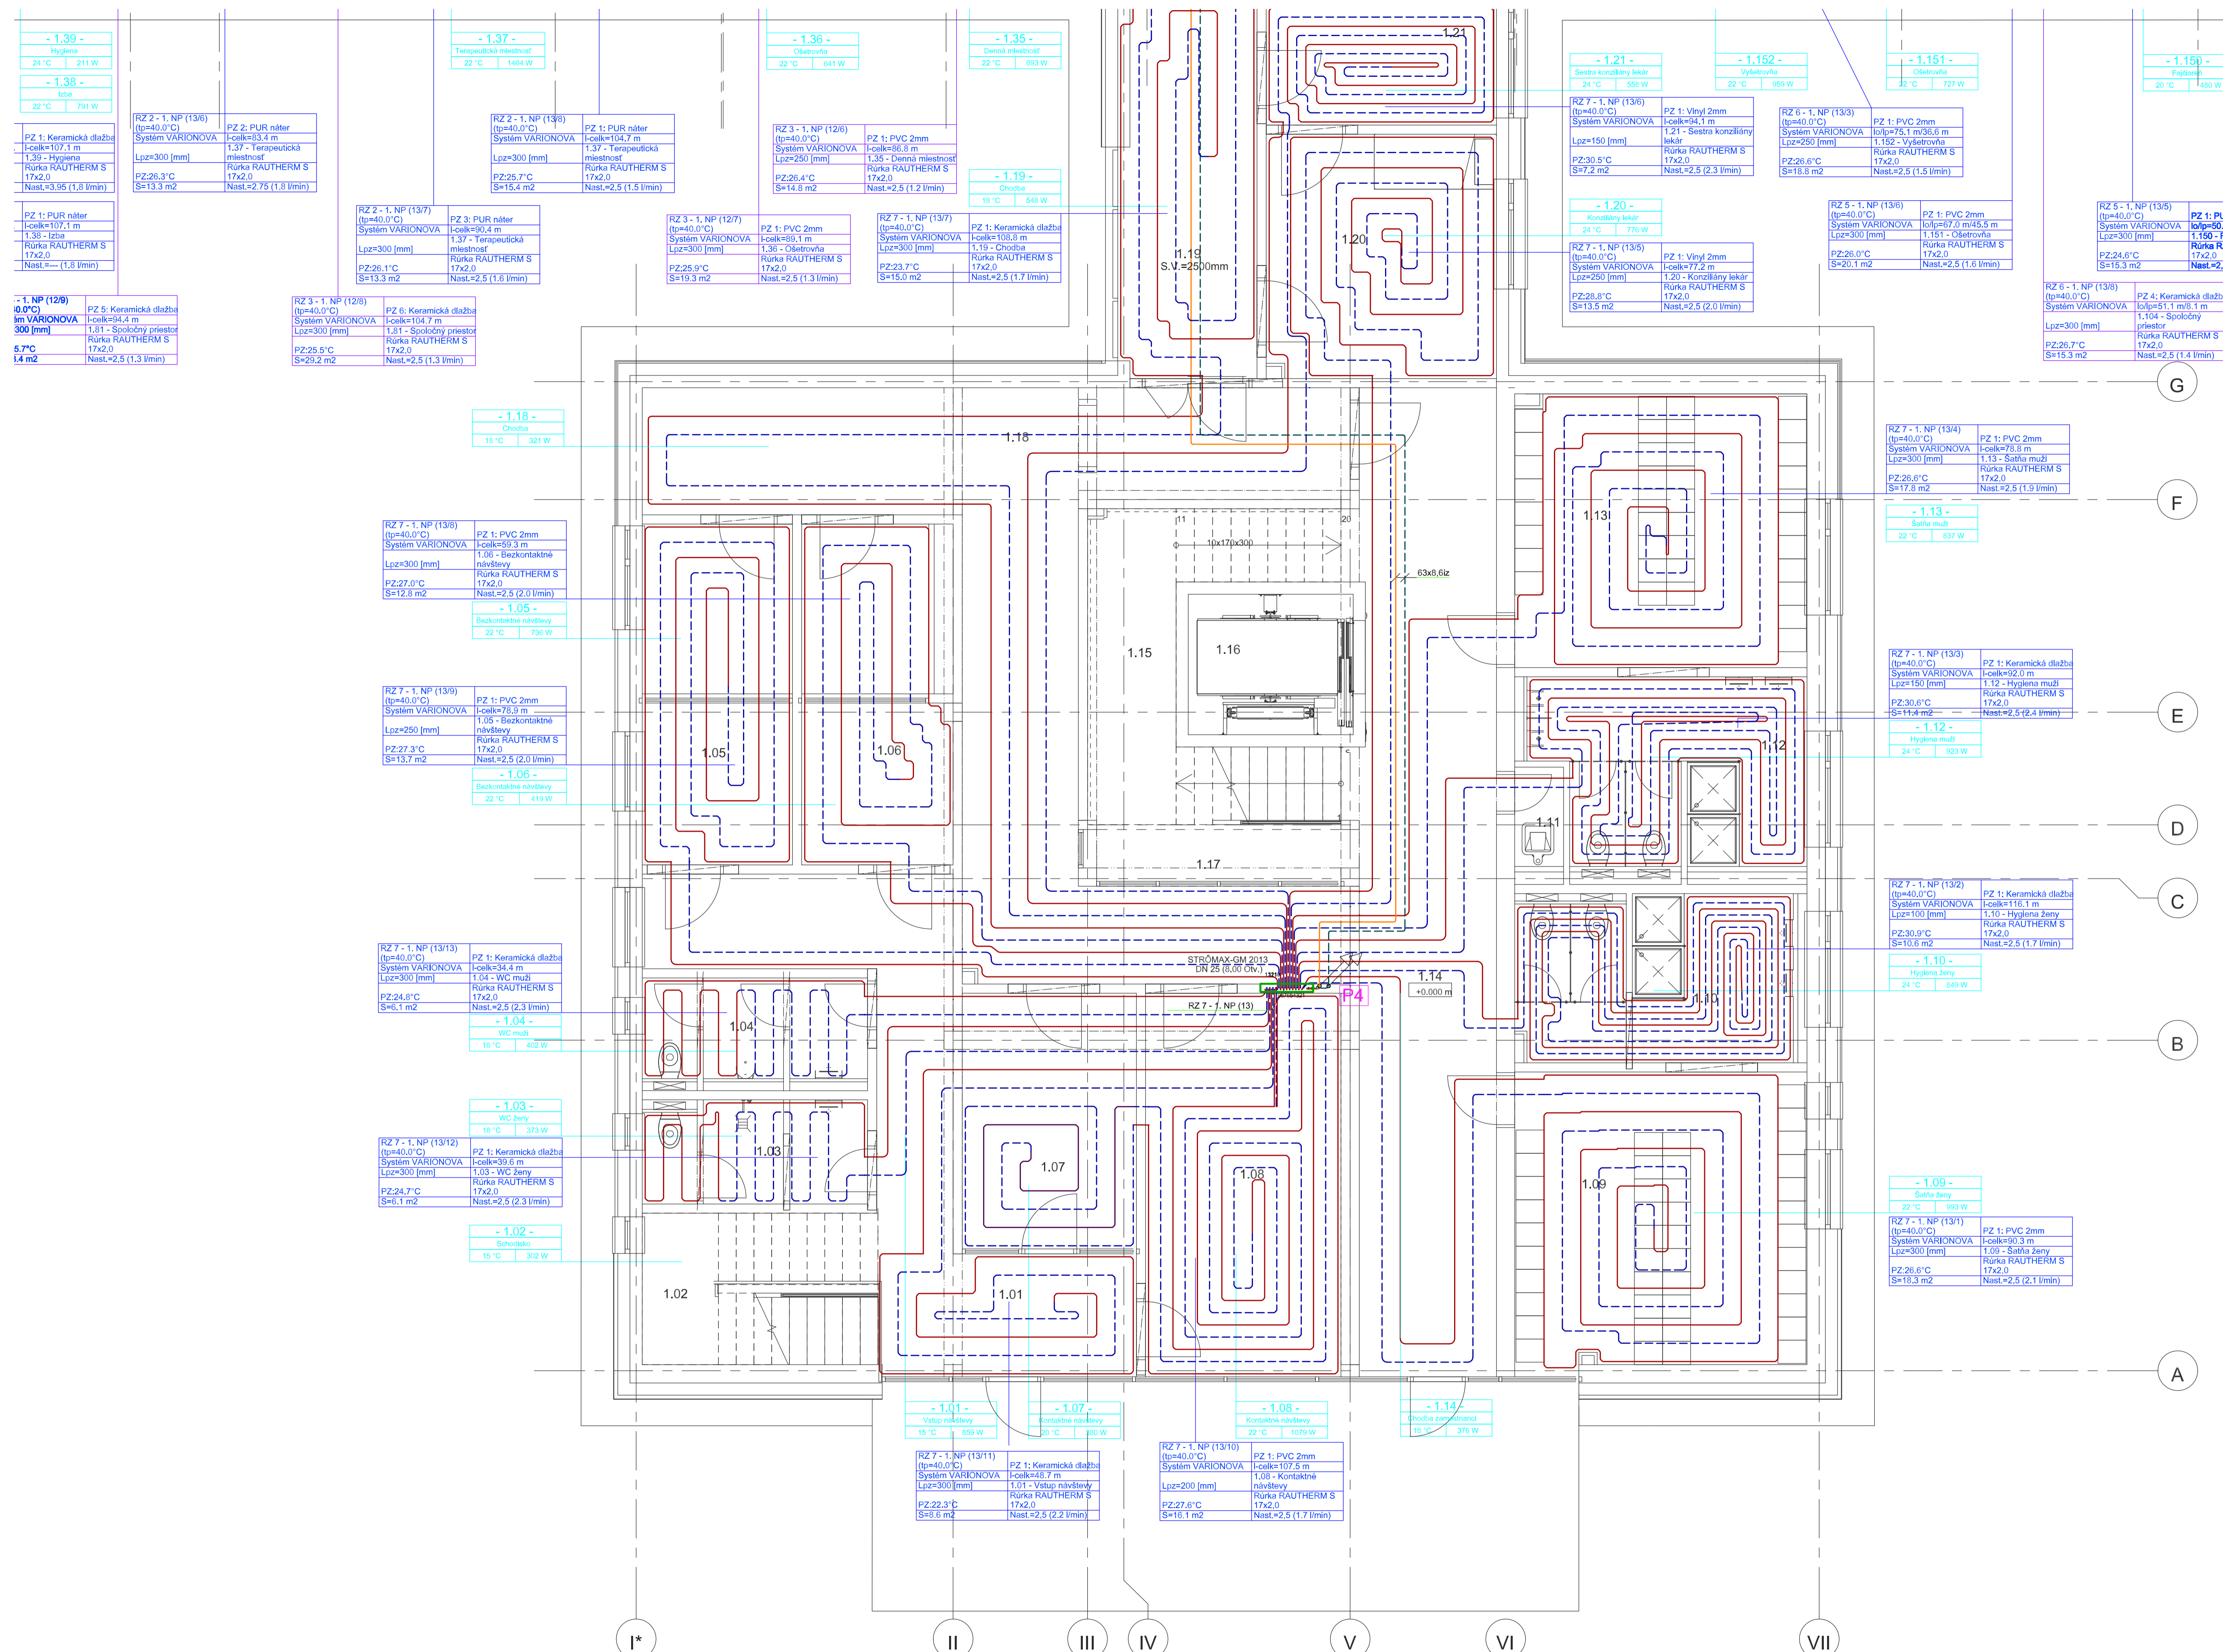 - 1.39 -
Hygiena
24 °C 211 W
- 1.38 -
Izba
22 °C 791 W
- 1.37 -
Terapeutická miestnosť
22 °C 1484 W
- 1.36 -
Ošetrovňa
22 °C 641 W
- 1.35 -
Denná miestnosť
22 °C 693 W
1.21
- 1.21 -
Sestra konziliány lekár
24 °C 558 W
- 1.152 -
Vyšetrovňa
22 °C 959 W
- 1.151 -
Ošetrovňa
22 °C 727 W
- 1.150 -
20 °C
PZ 1: Keramická dlažba
l-celk=107.1 m
1.39 - Hygiena
Rúrka RAUTHERM S
17x2,0
Nast.=3.95 (1,8 l/min)
RZ 2 - 1. NP (13/6)
(tp=40.0°C) PZ 2: PUR náter
Systém VARIONOVA l-celk=83,4 m
Lpz=300 [mm] 1.37 - Terapeutická
miestnosť
Rúrka RAUTHERM S
PZ:26.3°C 17x2,0
S=13.3 m2 Nast.=2.75 (1,8 l/min)
RZ 2 - 1. NP (13/8)
(tp=40.0°C) PZ 1: PUR náter
Systém VARIONOVA l-celk=104,7 m
Lpz=300 [mm] 1.37 - Terapeutická
miestnosť
Rúrka RAUTHERM S
PZ:25.7°C 17x2,0
S=15,4 m2 Nast.=2,5 (1.5 l/min)
RZ 3 - 1. NP (12/6)
(tp=40.0°C) PZ 1: PVC 2mm
Systém VARIONOVA l-celk=86,8 m
Lpz=250 [mm] 1.35 - Denná miestnosť
Rúrka RAUTHERM S
PZ:26.4°C 17x2,0
S=14.8 m2 Nast.=2,5 (1.2 l/min)
RZ 7 - 1. NP (13/6)
(tp=40.0°C) PZ 1: Vinyl 2mm
Systém VARIONOVA l-celk=94,1 m
Lpz=150 [mm] 1.21 - Sestra konziliány
lekár
Rúrka RAUTHERM S
PZ:30.5°C 17x2,0
S=7,2 m2 Nast.=2,5 (2.3 l/min)
RZ 6 - 1. NP (13/3)
(tp=40.0°C) PZ 1: PVC 2mm
Systém VARIONOVA lo/lp=75,1 m/36,6 m
Lpz=250 [mm] 1.152 - Vyšetrovňa
Rúrka RAUTHERM S
PZ:26.6°C 17x2,0
S=18.8 m2 Nast.=2,5 (1.5 l/min)
- 1.19 -
Chodba
18 °C 548 W
PZ 1: PUR náter
l-celk=107.1 m
1.38 - Izba
Rúrka RAUTHERM S
17x2,0
Nast.=--- (1,8 l/min)
RZ 2 - 1. NP (13/7)
(tp=40.0°C) PZ 3: PUR náter
Systém VARIONOVA l-celk=90,4 m
Lpz=300 [mm] 1.37 - Terapeutická
miestnosť
Rúrka RAUTHERM S
PZ:26.1°C 17x2,0
S=13.3 m2 Nast.=2,5 (1.6 l/min)
RZ 3 - 1. NP (12/7)
(tp=40.0°C) PZ 1: PVC 2mm
Systém VARIONOVA l-celk=89,1 m
Lpz=300 [mm] 1.36 - Ošetrovňa
Rúrka RAUTHERM S
PZ:25.9°C 17x2,0
S=19.3 m2 Nast.=2,5 (1.3 l/min)
RZ 7 - 1. NP (13/7)
(tp=40.0°C) PZ 1: Keramická dlažba
Systém VARIONOVA l-celk=108,8 m
Lpz=300 [mm] 1.19 - Chodba
Rúrka RAUTHERM S
PZ:23.7°C 17x2,0
S=15.0 m2 Nast.=2,5 (1.7 l/min)
1.19
S.V.=2500mm
1.20
- 1.20 -
Konziliány lekár
24 °C 776 W
RZ 7 - 1. NP (13/5)
(tp=40.0°C) PZ 1: Vinyl 2mm
Systém VARIONOVA l-celk=77,2 m
Lpz=250 [mm] 1.20 - Konziliány lekár
Rúrka RAUTHERM S
PZ:28,8°C 17x2,0
S=13.5 m2 Nast.=2,5 (2.0 l/min)
RZ 5 - 1. NP (13/6)
(tp=40.0°C) PZ 1: PVC 2mm
Systém VARIONOVA lo/lp=67,0 m/45,5 m
Lpz=300 [mm] 1.151 - Ošetrovňa
Rúrka RAUTHERM S
PZ:26.0°C 17x2,0
S=20.1 m2 Nast.=2,5 (1.6 l/min)
RZ 5 - 1. NP (13/5)
(tp=40.0°C) PZ 1: PU
Systém VARIONOVA lo/lp=50.
Lpz=300 [mm] 1.150 -
Rúrka R
PZ:24,6°C 17x2,0
S=15.3 m2 Nast.=2,
- 1. NP (12/9)
PZ 5: Keramická dlažba
VARIONOVA l-celk=94,4 m
300 [mm] 1.81 - Spoločný priestor
Rúrka RAUTHERM S
5.7°C 17x2,0
Nast.=2,5 (1.3 l/min)
RZ 3 - 1. NP (12/8)
(tp=40.0°C) PZ 6: Keramická dlažba
Systém VARIONOVA l-celk=104.7 m
Lpz=300 [mm] 1.81 - Spoločný priestor
Rúrka RAUTHERM S
PZ:25.5°C 17x2,0
S=29,2 m2 Nast.=2,5 (1.3 l/min)
RZ 6 - 1. NP (13/8)
(tp=40.0°C) PZ 4: Keramická dlažb
Systém VARIONOVA lo/lp=51.1 m/8.1 m
1.104 - Spoločný
Lpz=300 [mm] priestor
Rúrka RAUTHERM S
PZ:26,7°C 17x2,0
S=15.3 m2 Nast.=2,5 (1.4 l/min)
G
- 1.18 -
Chodba
18 °C 321 W
1.18
RZ 7 - 1. NP (13/4)
(tp=40.0°C) PZ 1: PVC 2mm
Systém VARIONOVA l-celk=78.8 m
Lpz=300 [mm] 1.13 - Šatňa muži
Rúrka RAUTHERM S
PZ:26,6°C 17x2,0
S=17.8 m2 Nast.=2,5 (1.9 l/min)
F
- 1.13 -
Šatňa muži
22 °C 837 W
1.13
11 20
10x170x300
63x8,6iz
RZ 7 - 1. NP (13/8)
(tp=40,0°C) PZ 1: PVC 2mm
Systém VARIONOVA l-celk=59.3 m
1.06 - Bezkontaktné
Lpz=300 [mm] návštevy
Rúrka RAUTHERM S
PZ:27.0°C 17x2,0
S=12,8 m2 Nast.=2,5 (2.0 l/min)
- 1.05 -
Bezkontaktné návštevy
22 °C 736 W
1.15
1.16
RZ 7 - 1. NP (13/9)
(tp=40.0°C) PZ 1: PVC 2mm
Systém VARIONOVA l-celk=78,9 m
1.05 - Bezkontaktné
Lpz=250 [mm] návštevy
Rúrka RAUTHERM S
PZ:27.3°C 17x2,0
S=13,7 m2 Nast.=2,5 (2,0 l/min)
- 1.06 -
Bezkontaktné návštevy
22 °C 419 W
1.05
1.06
RZ 7 - 1. NP (13/3)
(tp=40,0°C) PZ 1: Keramická dlažba
Systém VARIONOVA l-celk=92.0 m
Lpz=150 [mm] 1.12 - Hygiena muži
Rúrka RAUTHERM S
PZ:30,6°C 17x2,0
S=11.4 m2 Nast.=2,5 (2.4 l/min)
E
- 1.12 -
Hygiena muži
24 °C 923 W
1.12
1.11
D
1.17
RZ 7 - 1. NP (13/2)
(tp=40.0°C) PZ 1: Keramická dlažba
Systém VARIONOVA l-celk=116.1 m
Lpz=100 [mm] 1.10 - Hygiena ženy
Rúrka RAUTHERM S
PZ:30.9°C 17x2,0
S=10.6 m2 Nast.=2,5 (1.7 l/min)
C
- 1.10 -
Hygiena ženy
24 °C 849 W
1.10
RZ 7 - 1. NP (13/13)
(tp=40.0°C) PZ 1: Keramická dlažba
Systém VARIONOVA l-celk=34.4 m
Lpz=300 [mm] 1.04 - WC muži
Rúrka RAUTHERM S
PZ:24,8°C 17x2,0
S=6,1 m2 Nast.=2,5 (2,3 l/min)
- 1.04 -
WC muži
18 °C 402 W
1.04
STRÖMAX-GM 2013
DN 25 (8,00 Otv.)
RZ 7 - 1. NP (13)
P4
1.14
+0.000 m
B
- 1.03 -
WC ženy
18 °C 373 W
RZ 7 - 1. NP (13/12)
(tp=40.0°C) PZ 1: Keramická dlažba
Systém VARIONOVA l-celk=39.6 m
Lpz=300 [mm] 1.03 - WC ženy
Rúrka RAUTHERM S
PZ:24,7°C 17x2,0
S=6.1 m2 Nast.=2,5 (2.3 l/min)
1.03
1.07
1.08
1.09
- 1.09 -
Šatňa ženy
22 °C 993 W
RZ 7 - 1. NP (13/1)
(tp=40.0°C) PZ 1: PVC 2mm
Systém VARIONOVA l-celk=90.3 m
Lpz=300 [mm] 1.09 - Šatňa ženy
Rúrka RAUTHERM S
PZ:26.6°C 17x2,0
S=18,3 m2 Nast.=2,5 (2.1 l/min)
- 1.02 -
Schodisko
15 °C 302 W
1.02
1.01
A
- 1.01 -
Vstup návštevy
15 °C 859 W
- 1.07 -
Kontaktné návštevy
20 °C
- 1.08 -
Kontaktné návštevy
22 °C 1079 W
- 1.14 -
Chodba zamestnanci
18 °C 376 W
RZ 7 - 1. NP (13/11)
(tp=40.0°C) PZ 1: Keramická dlažba
Systém VARIONOVA l-celk=48.7 m
Lpz=300 [mm] 1.01 - Vstup návštevy
Rúrka RAUTHERM S
PZ:22.3°C 17x2,0
S=8.6 m2 Nast.=2,5 (2.2 l/min)
RZ 7 - 1. NP (13/10)
(tp=40.0°C) PZ 1: PVC 2mm
Systém VARIONOVA l-celk=107.5 m
1.08 - Kontaktné
Lpz=200 [mm] návštevy
Rúrka RAUTHERM S
PZ:27.6°C 17x2,0
S=16.1 m2 Nast.=2,5 (1.7 l/min)
I* II III IV V VI VII